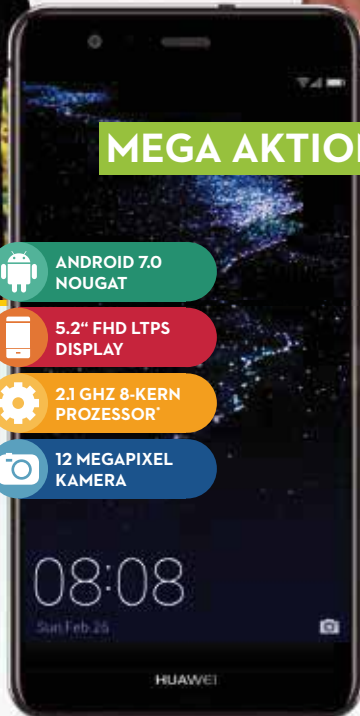 MEGA AKTION
ANDROID 7.0
NOUGAT
5.2“ FHD LTPS
DISPLAY
2.1 GHZ 8-KERN
PROZESSOR*
12 MEGAPIXEL
KAMERA
08:08
Sun, Feb 26
HUAWEI